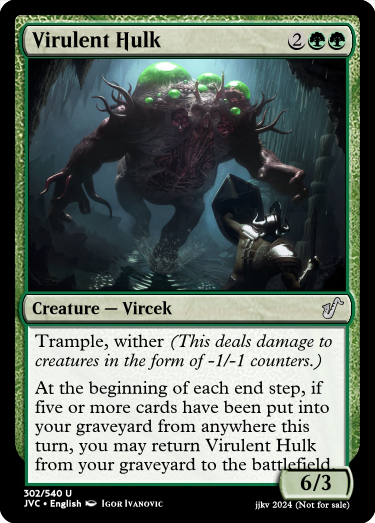 Virulent Hulk 2
Creature — Vircek
Trample, wither (This deals damage to
creatures in the form of -1/-1 counters.)
At the beginning of each end step, if
five or more cards have been put into
your graveyard from anywhere this
turn, you may return Virulent Hulk
from your graveyard to the battlefield.
6/3
302/540 U
JVC • English Igor Ivanovic
jjkv 2024 (Not for sale)